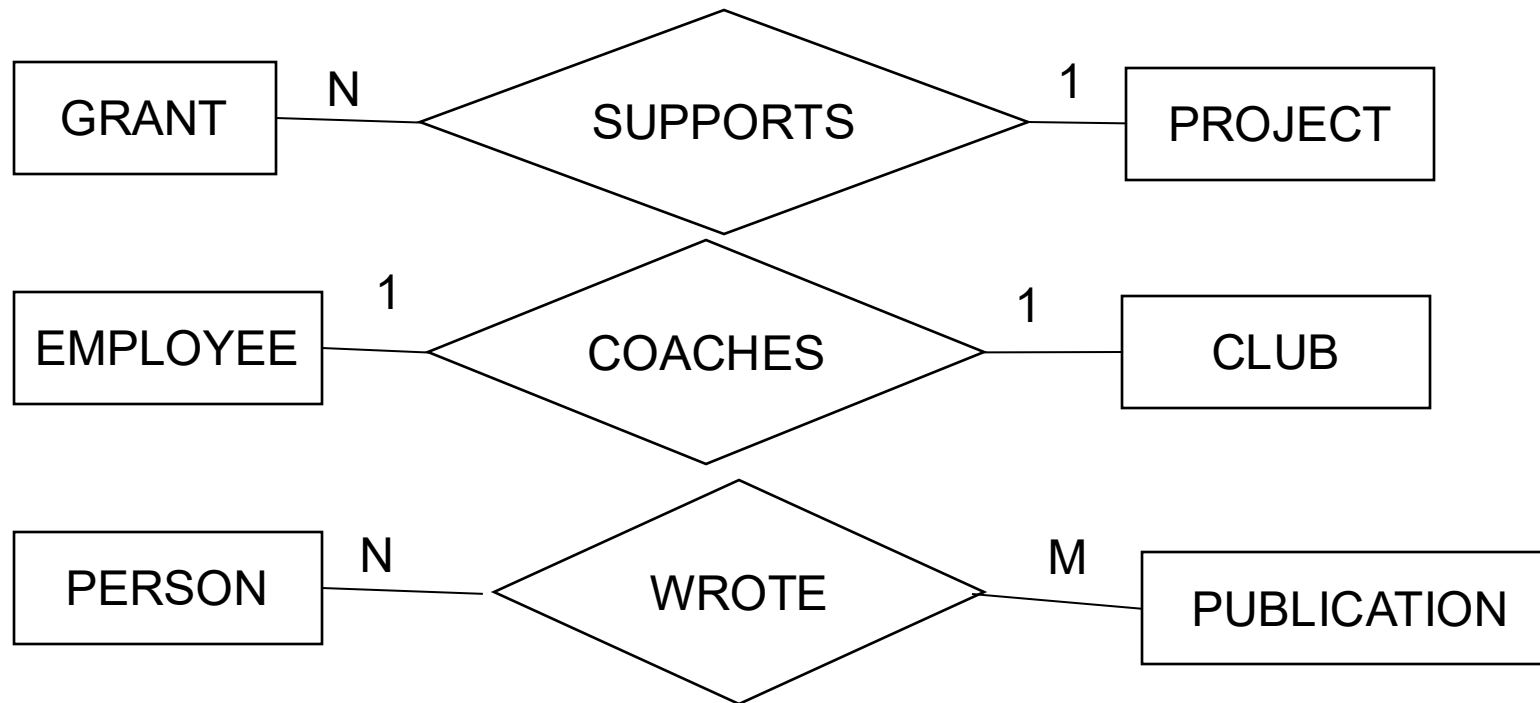 GRANT N SUPPORTS 1 PROJECT
EMPLOYEE 1 COACHES 1 CLUB
PERSON N WROTE M PUBLICATION